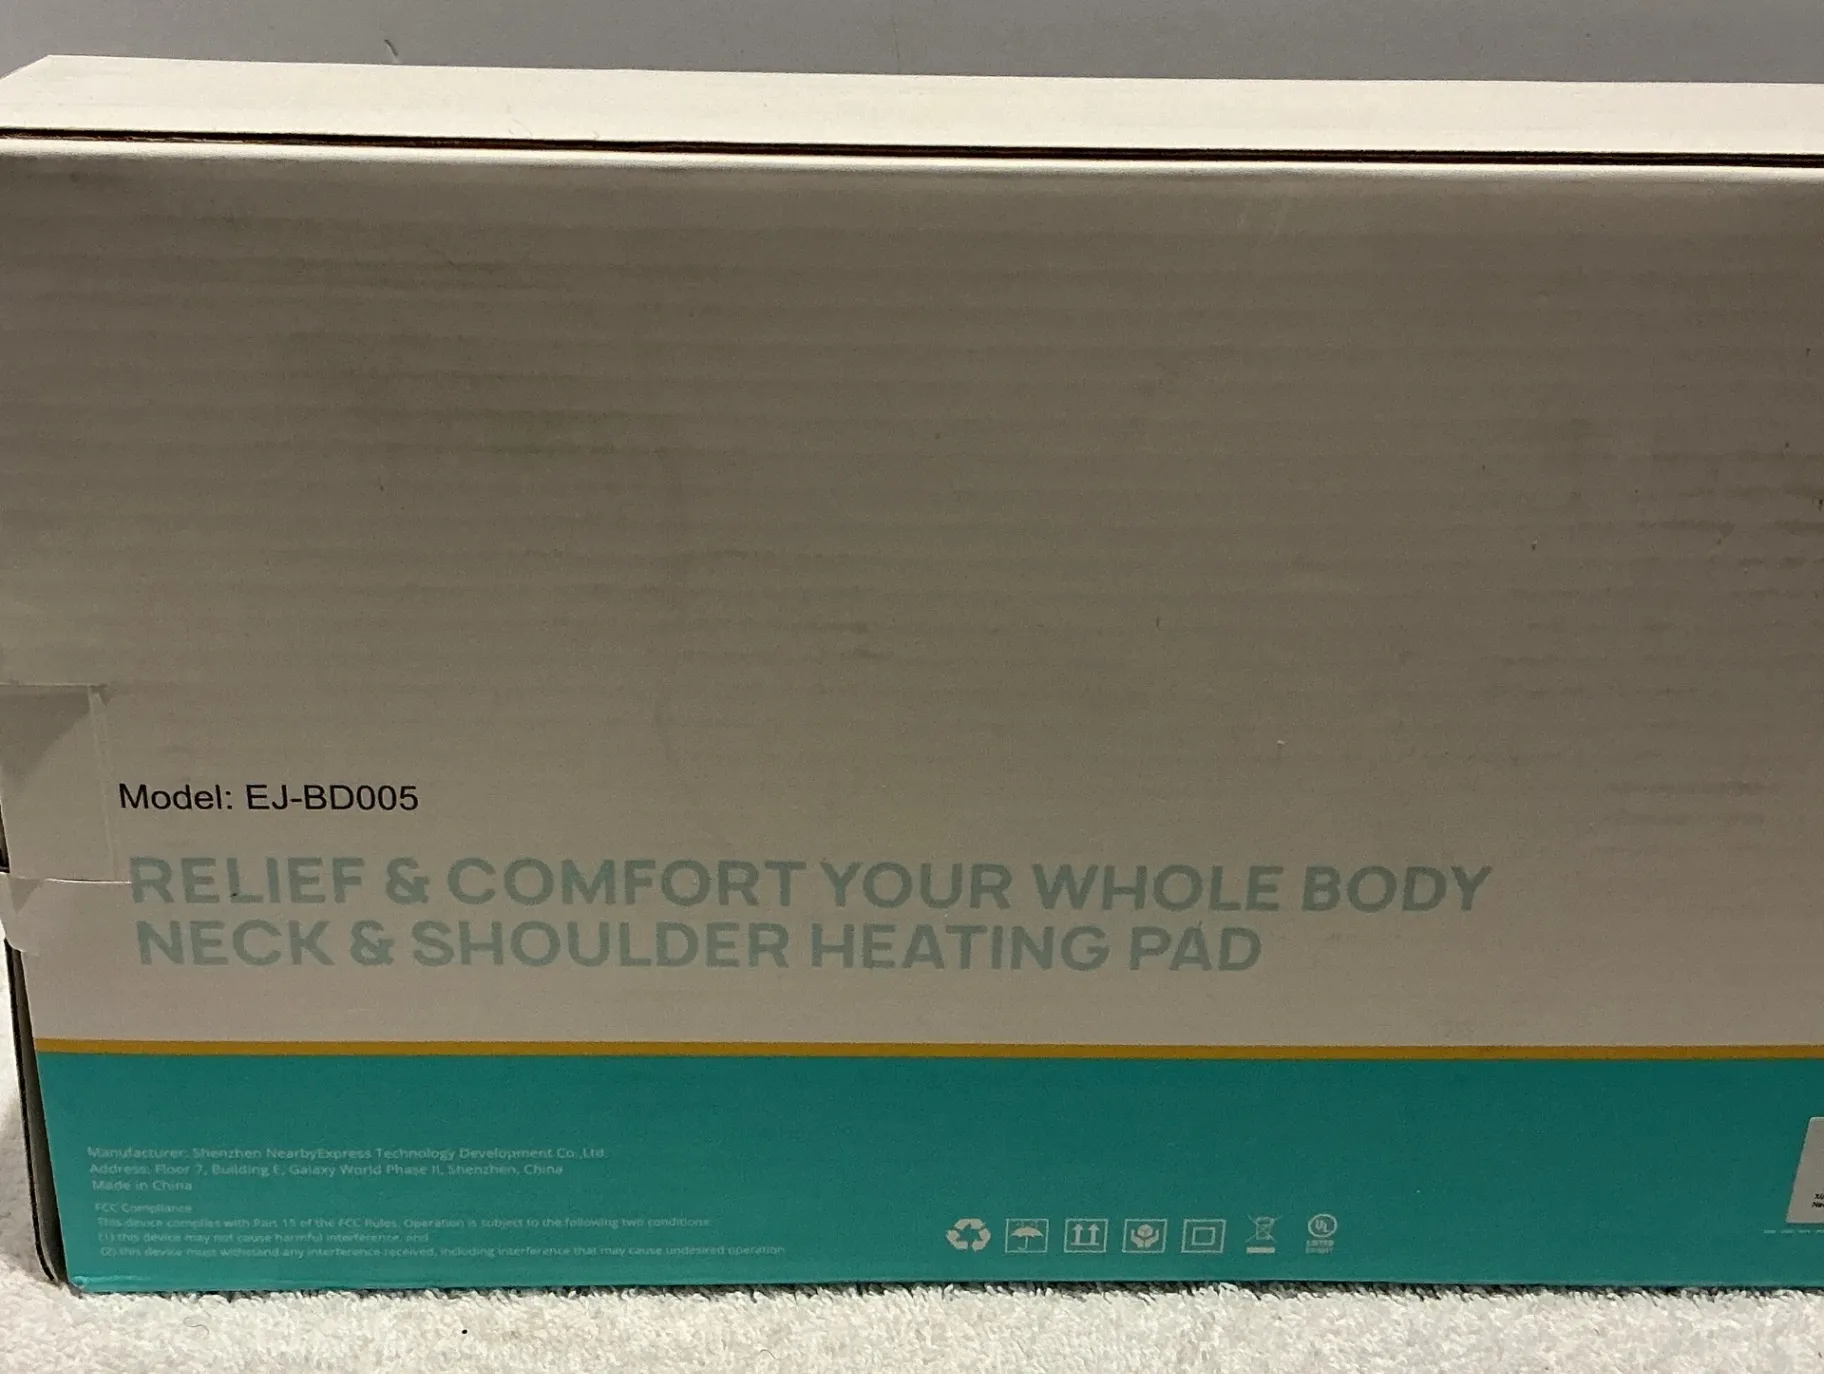 Model: EJ-BD005
RELIEF & COMFORT YOUR WHOLE BODY
NECK & SHOULDER HEATING PAD
Manufacturer: Shenzhen NearbyExpress Technology Development Co.,Ltd.
Address: Floor 7, Building E, Galaxy World Phase II, Shenzhen, China
Made in China
FCC Compliance
This device complies with Part 15 of the FCC Rules. Operation is subject to the following two conditions:
(1) this device may not cause harmful interference, and
(2) this device must withstand any interference received, including interference that may cause undesired operation
UL
LISTED